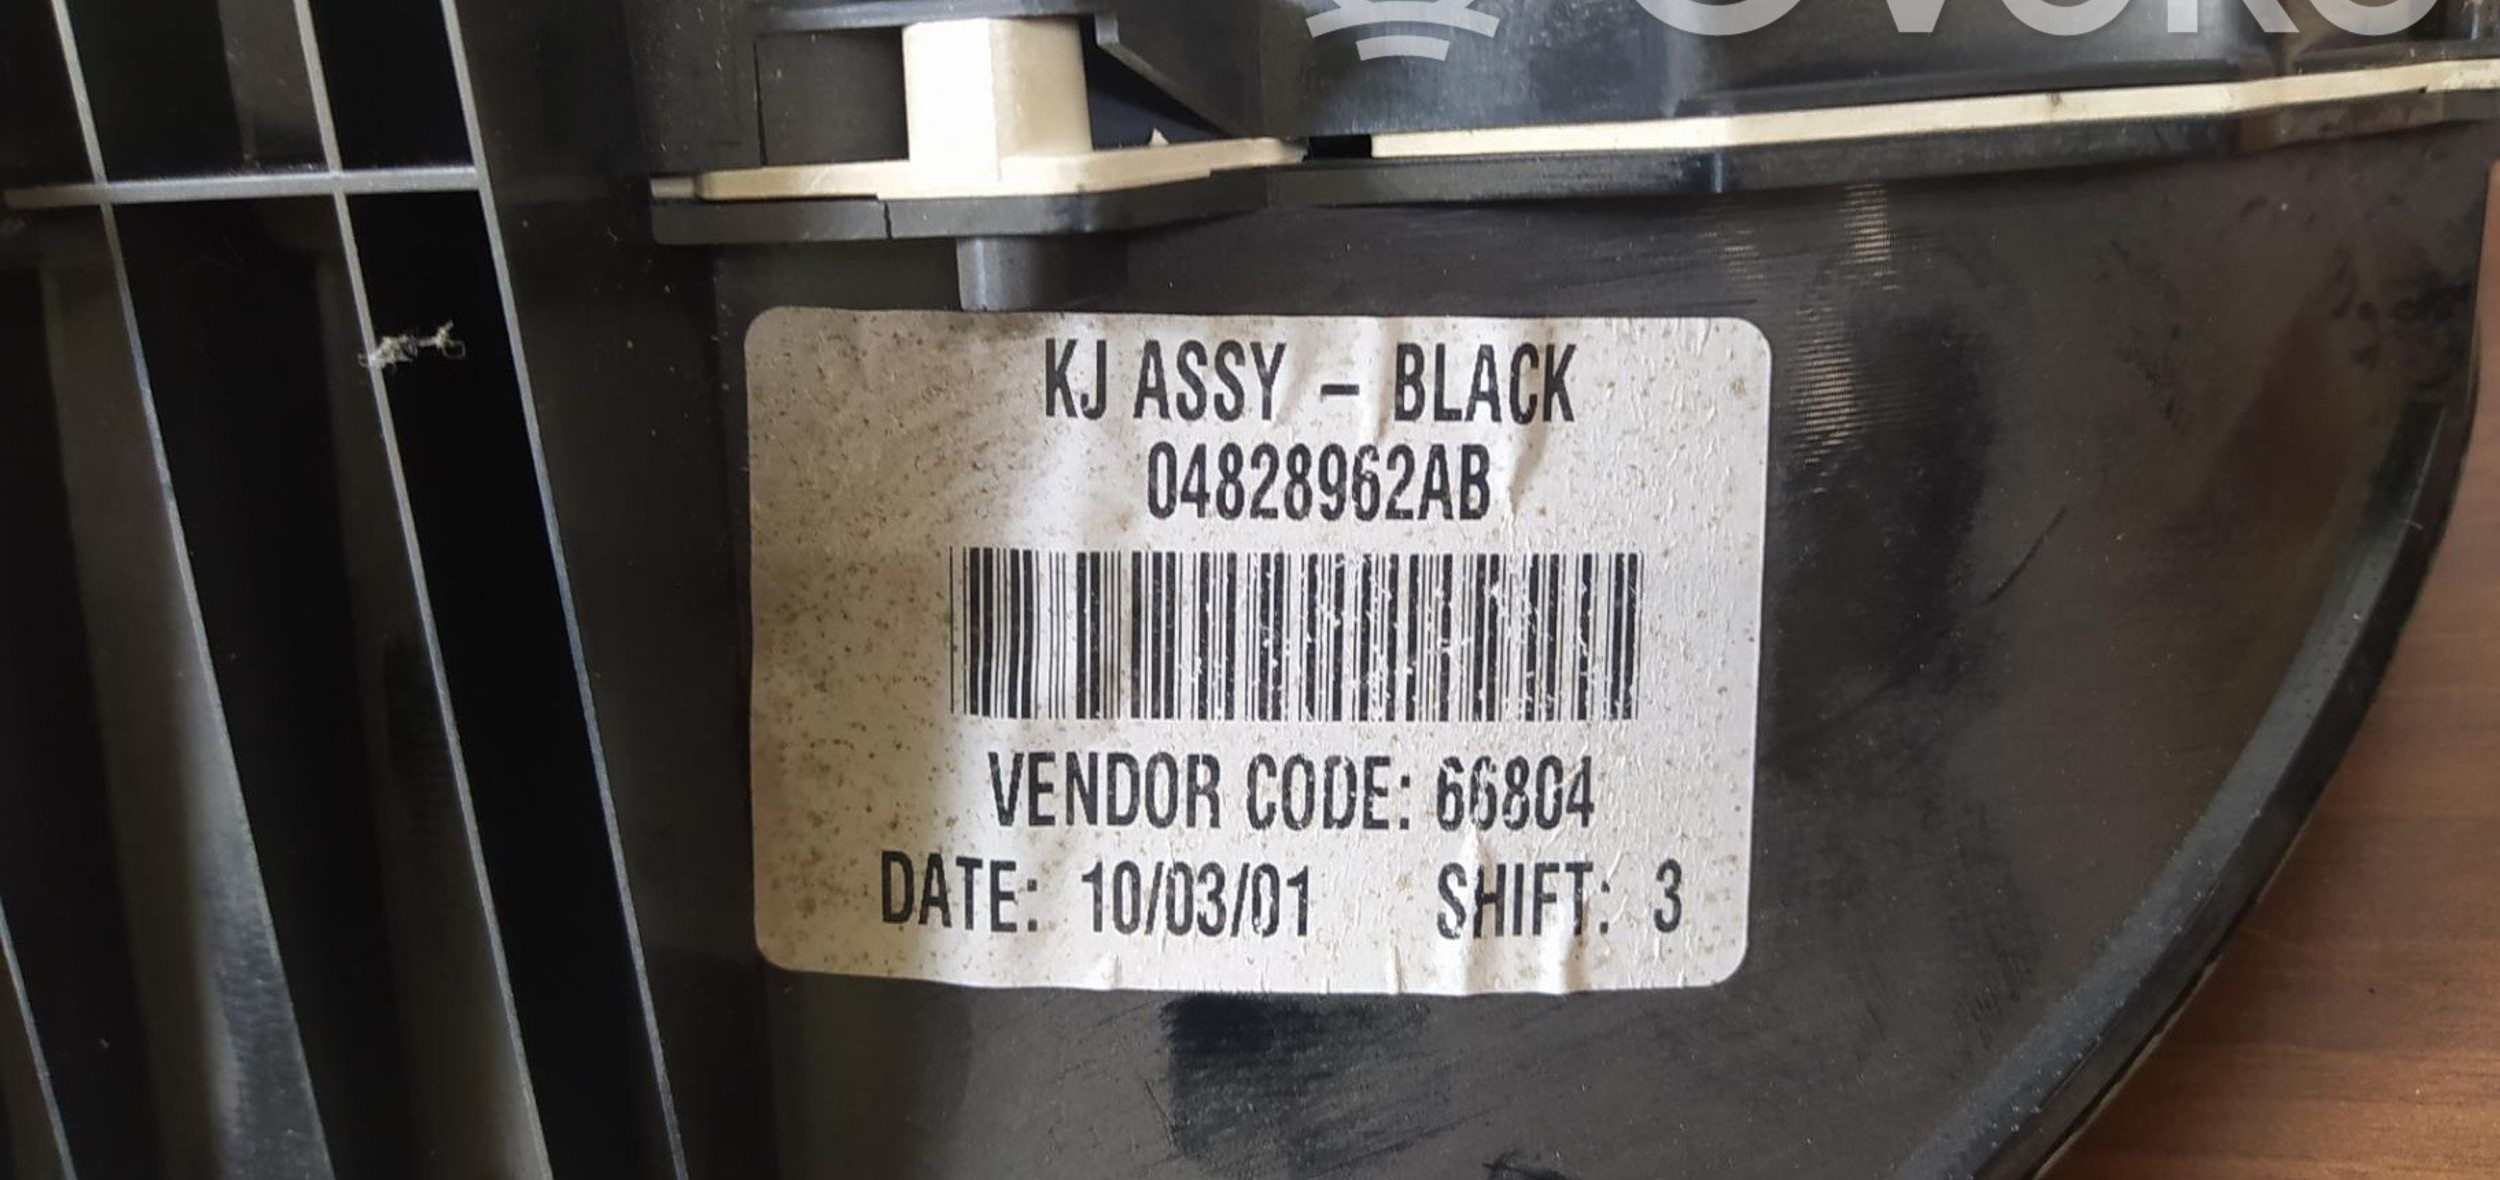 KJ ASSY – BLACK
04828962AB
VENDOR CODE: 66804
DATE: 10/03/01 SHIFT: 3